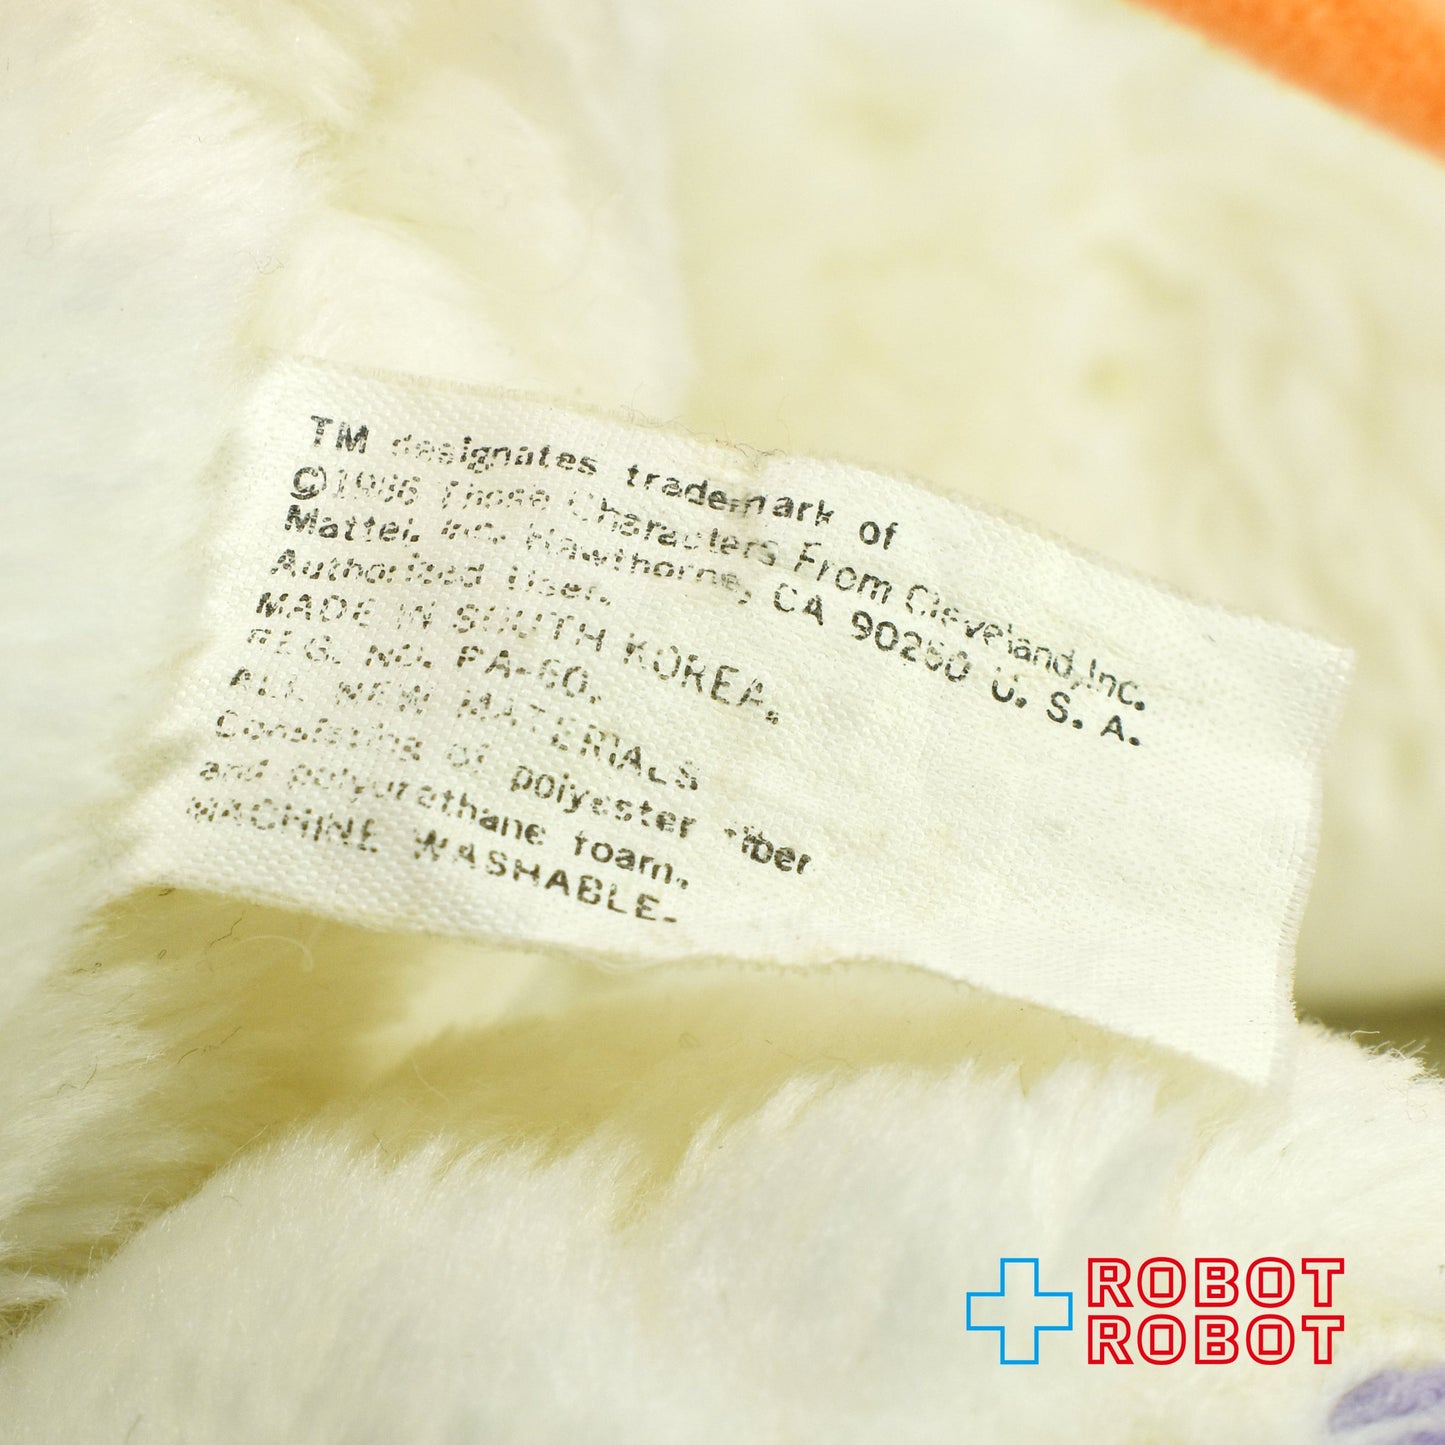 TM designates trademark of
©1986 Those Characters From Cleveland,Inc.
Mattel, Inc. Hawthorne, CA 90250 U. S. A.
Authorised User.
MADE IN SOUTH KOREA.
REG. NO. PA-60.
ALL NEW MATERIALS
Consisting of polyester fiber
and polyurethane foam.
MACHINE WASHABLE.
ROBOT
ROBOT